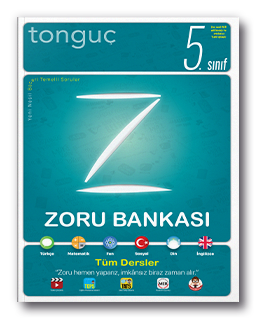 tonguç
5. sınıf
Z
ZORU BANKASI
Türkçe Matematik Fen Sosyal Din İngilizce
Tüm Dersler
"Zoru hemen yaparız, imkânsız biraz zaman alır."